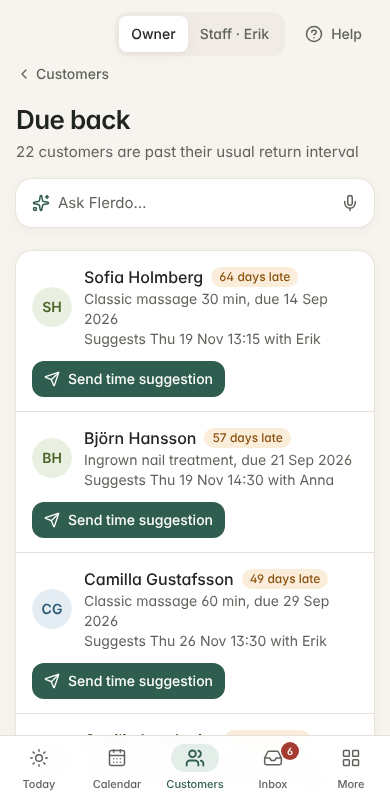 Owner
Staff · Erik
Help
Customers
Due back
22 customers are past their usual return interval
Ask Flerdo...
SH
Sofia Holmberg
64 days late
Classic massage 30 min, due 14 Sep
2026
Suggests Thu 19 Nov 13:15 with Erik
Send time suggestion
BH
Björn Hansson
57 days late
Ingrown nail treatment, due 21 Sep 2026
Suggests Thu 19 Nov 14:30 with Anna
Send time suggestion
CG
Camilla Gustafsson
49 days late
Classic massage 60 min, due 29 Sep
2026
Suggests Thu 26 Nov 13:30 with Erik
Send time suggestion
Today
Calendar
Customers
Inbox
6
More